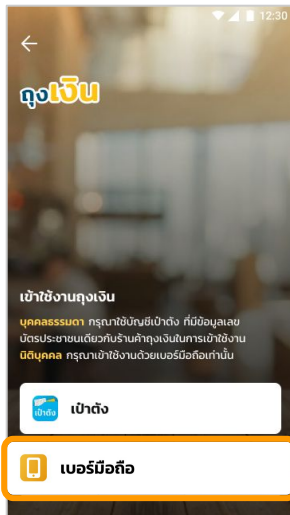 12:30
ถุงเงิน
เข้าใช้งานถุงเงิน
บุคคลธรรมดา กรุณาใช้บัญชีเป๋าตัง ที่มีข้อมูลเลข
บัตรประชาชนเดียวกับร้านค้าถุงเงินในการเข้าใช้งาน
นิติบุคคล กรุณาเข้าใช้งานด้วยเบอร์มือถือเท่านั้น
เป๋าตัง เป๋าตัง
เบอร์มือถือ